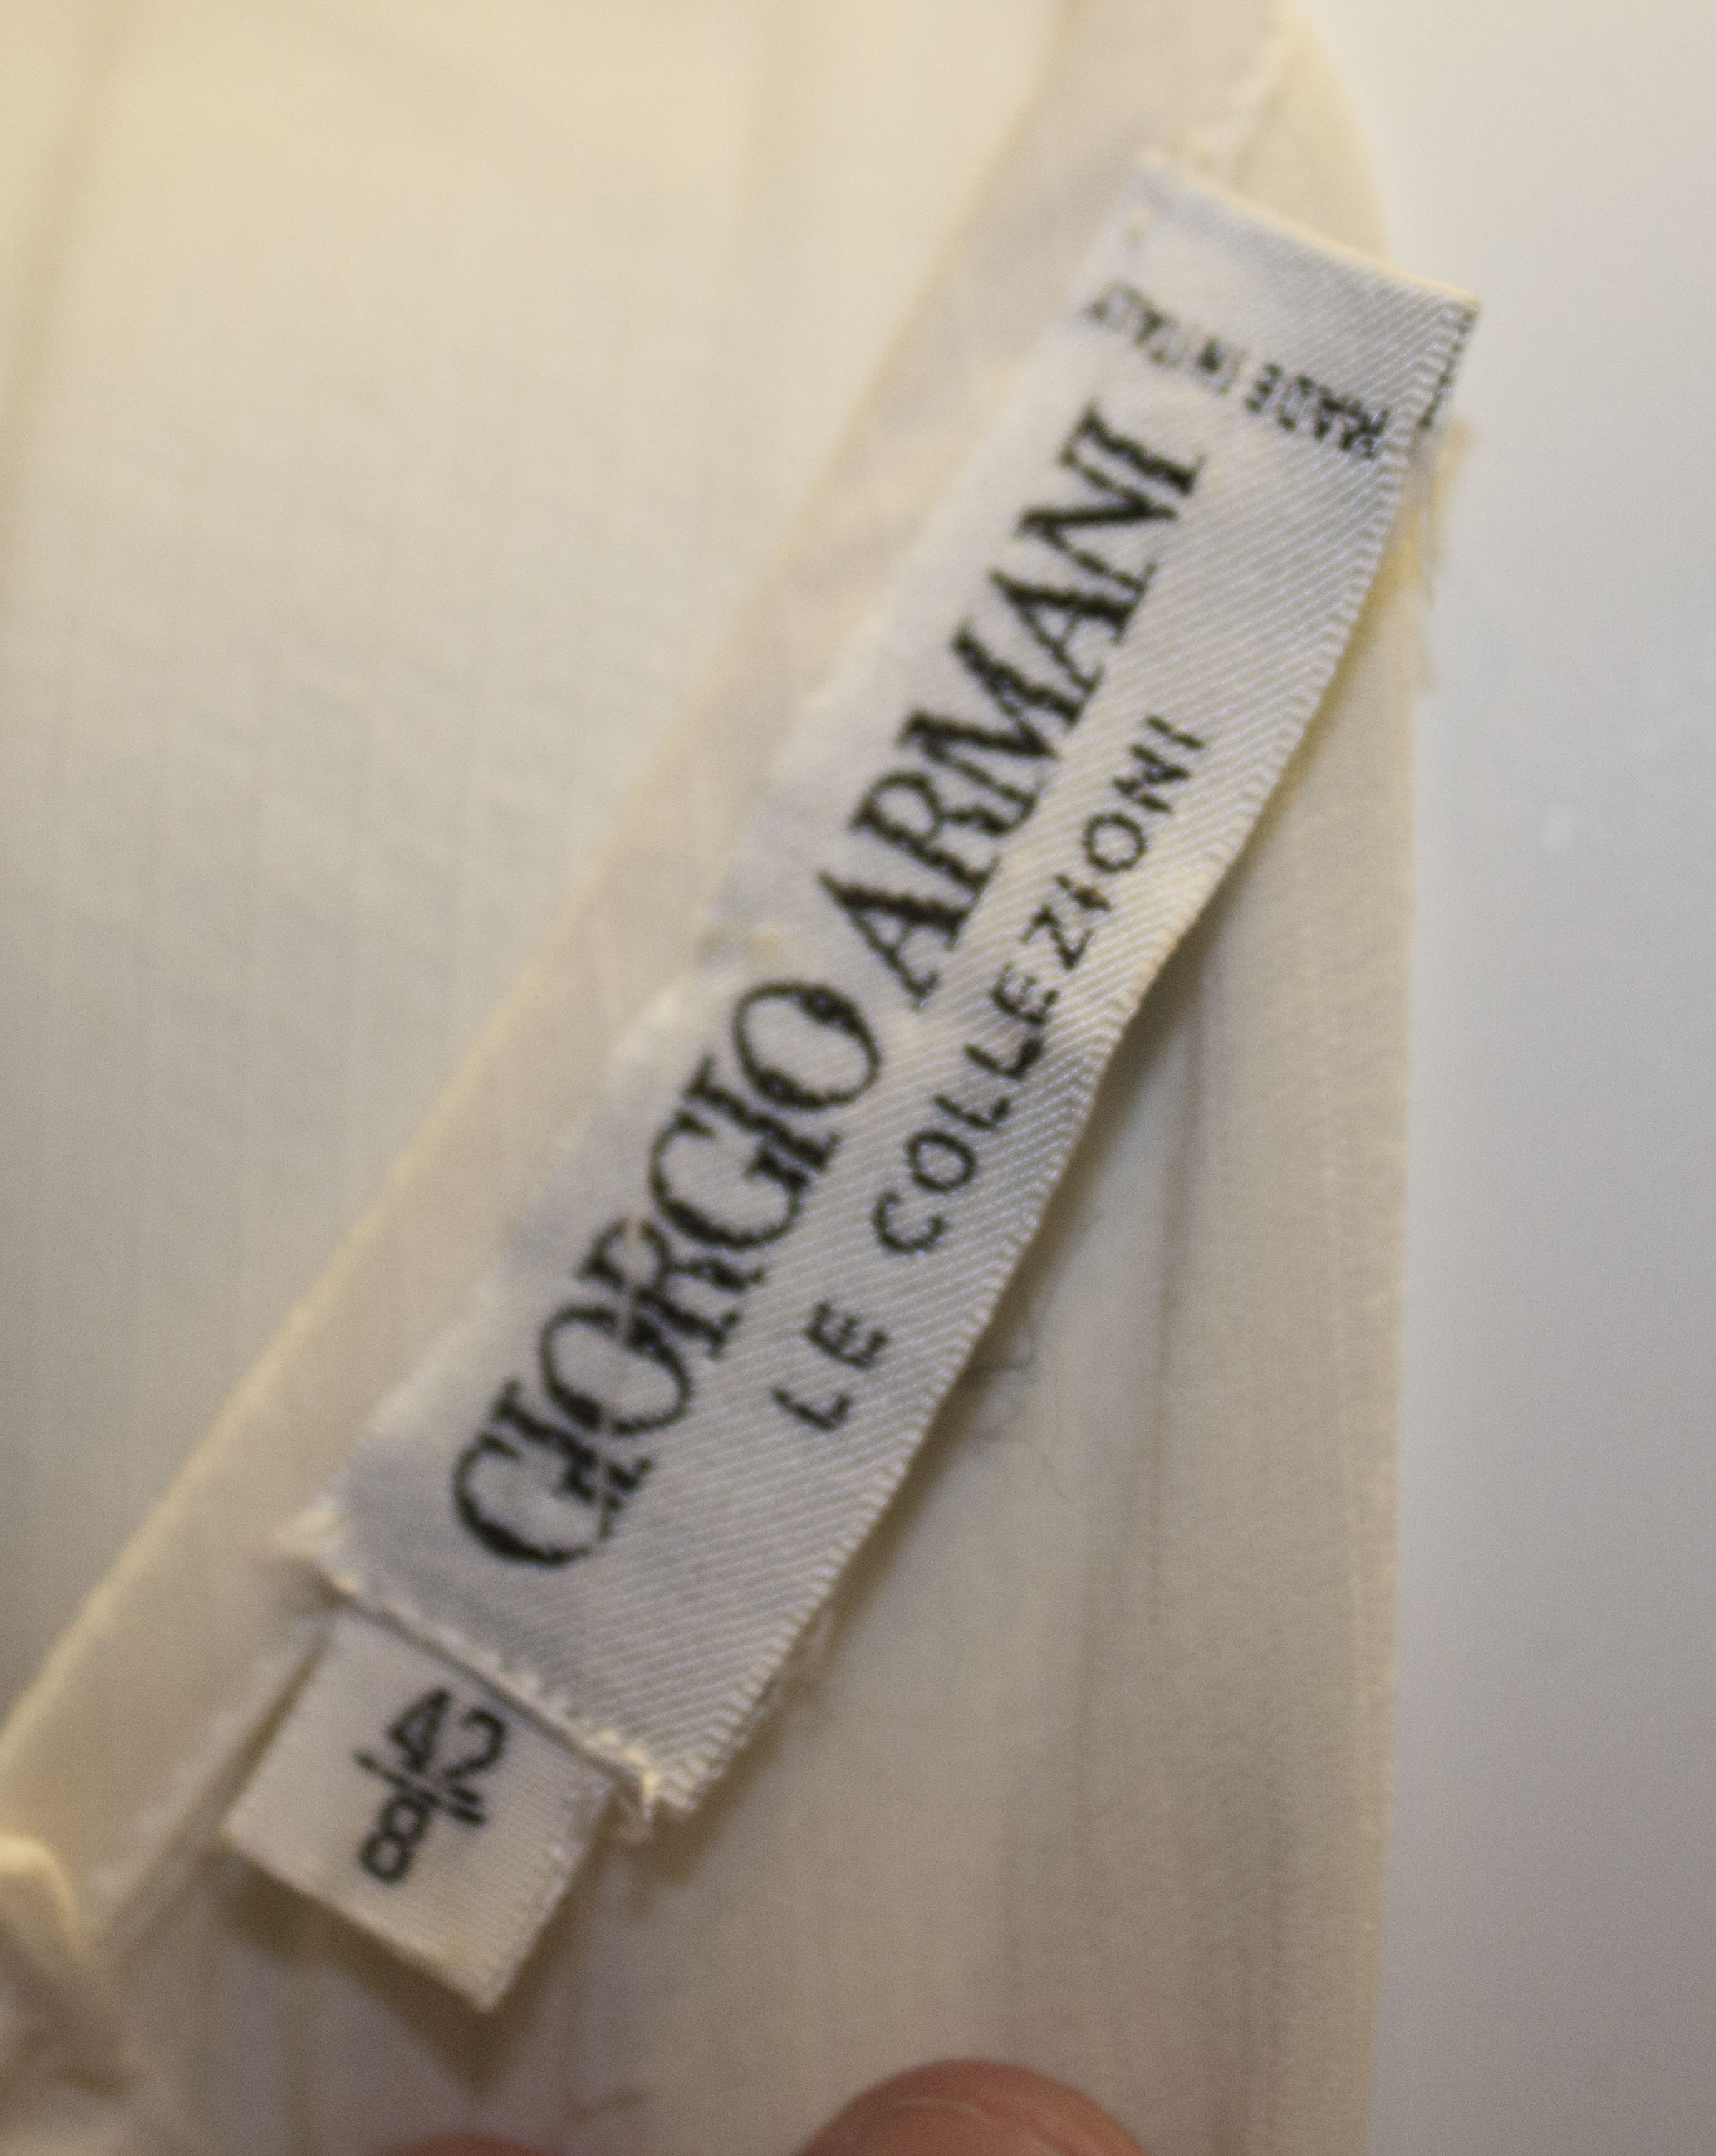 GIORGIO ARMANI
LE COLLEZIONI
MADE IN ITALY
42
8